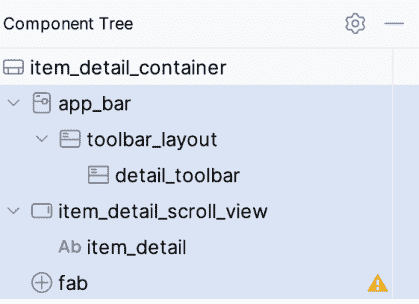 Component Tree
item_detail_container
app_bar
toolbar_layout
detail_toolbar
item_detail_scroll_view
Ab item_detail
fab